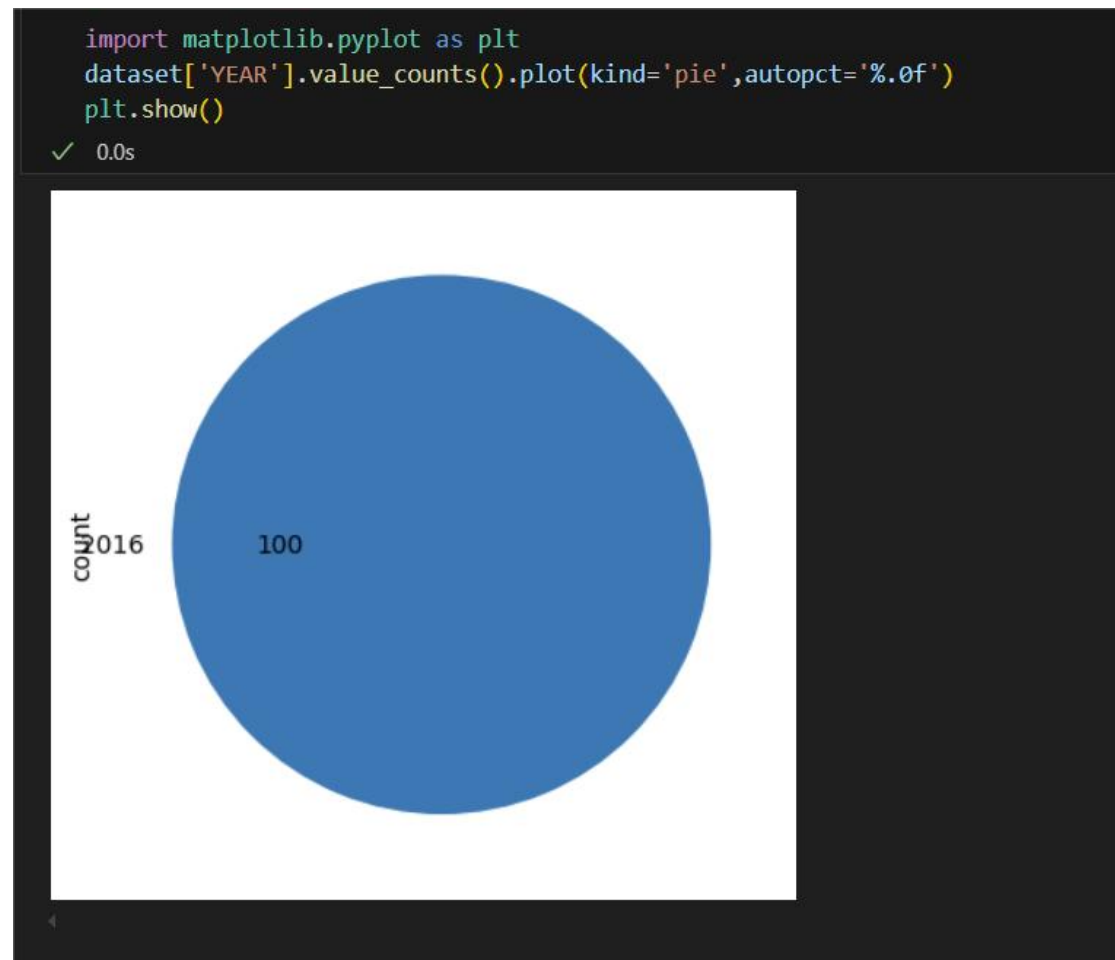 import matplotlib.pyplot as plt
dataset['YEAR'].value_counts().plot(kind='pie',autopct='%.0f')
plt.show()
✓ 0.0s
count
2016
100